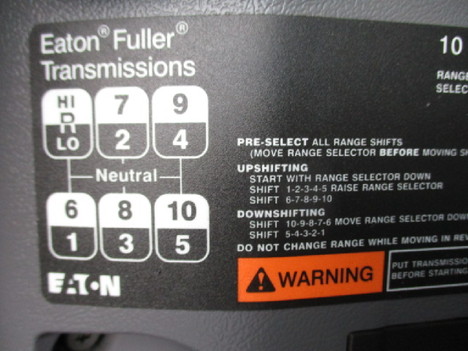 Eaton® Fuller®
Transmissions
10
RANGE
SELEC
HI 7 9
R
LO 2 4
Neutral
6 8 10
1 3 5
EATON
PRE-SELECT ALL RANGE SHIFTS
(MOVE RANGE SELECTOR BEFORE MOVING S
UPSHIFTING
START WITH RANGE SELECTOR DOWN
SHIFT 1-2-3-4-5 RAISE RANGE SELECTOR
SHIFT 6-7-8-9-10
DOWNSHIFTING
SHIFT 10-9-8-7-6 MOVE RANGE SELECTOR DOW
SHIFT 5-4-3-2-1
DO NOT CHANGE RANGE WHILE MOVING IN REV
WARNING
PUT TRANSMISSIO
BEFORE STARTING